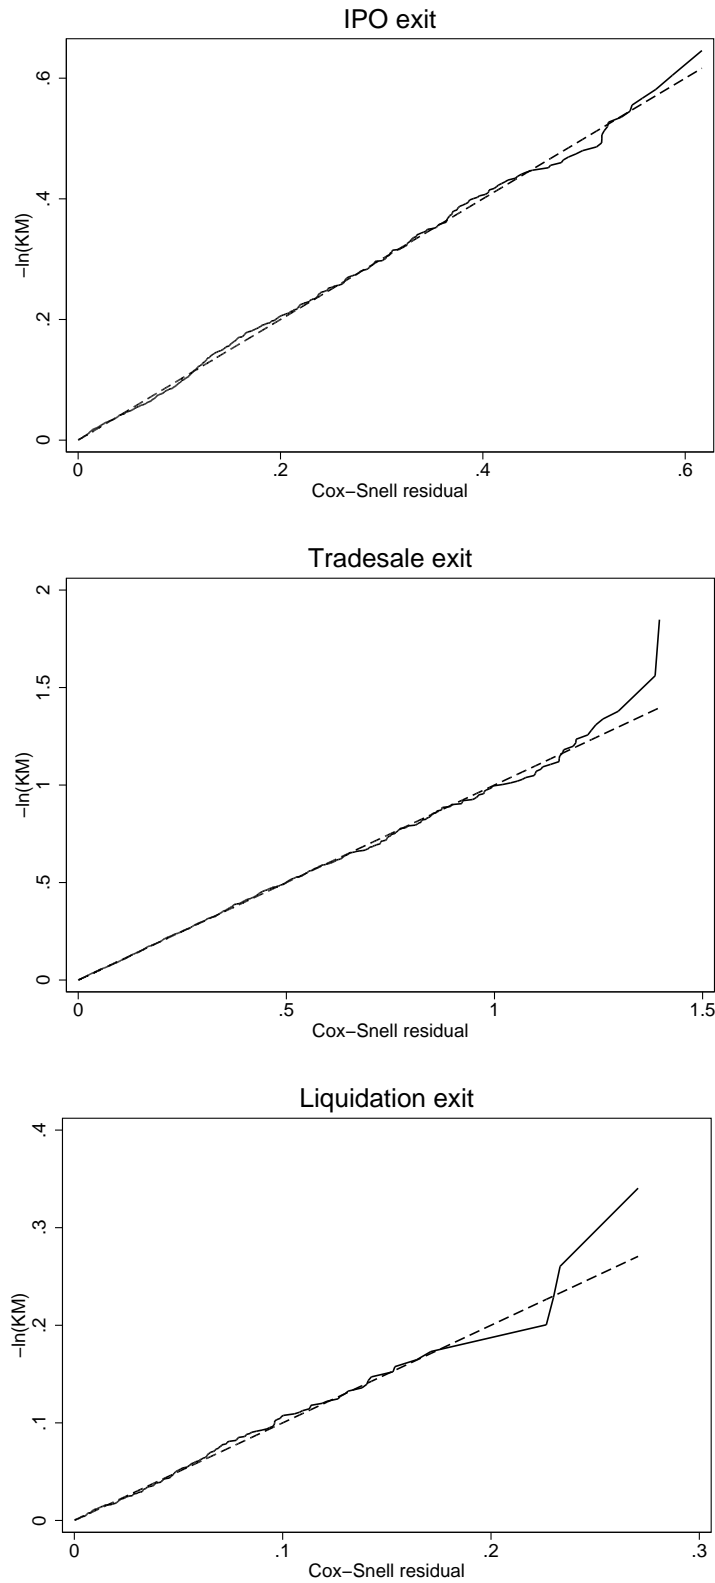 IPO exit
.6
.4
.2
0
−ln(KM)
0 .2 .4 .6
Cox−Snell residual
Tradesale exit
2
1.5
1
.5
0
−ln(KM)
0 .5 1 1.5
Cox−Snell residual
Liquidation exit
.4
.3
.2
.1
0
−ln(KM)
0 .1 .2 .3
Cox−Snell residual